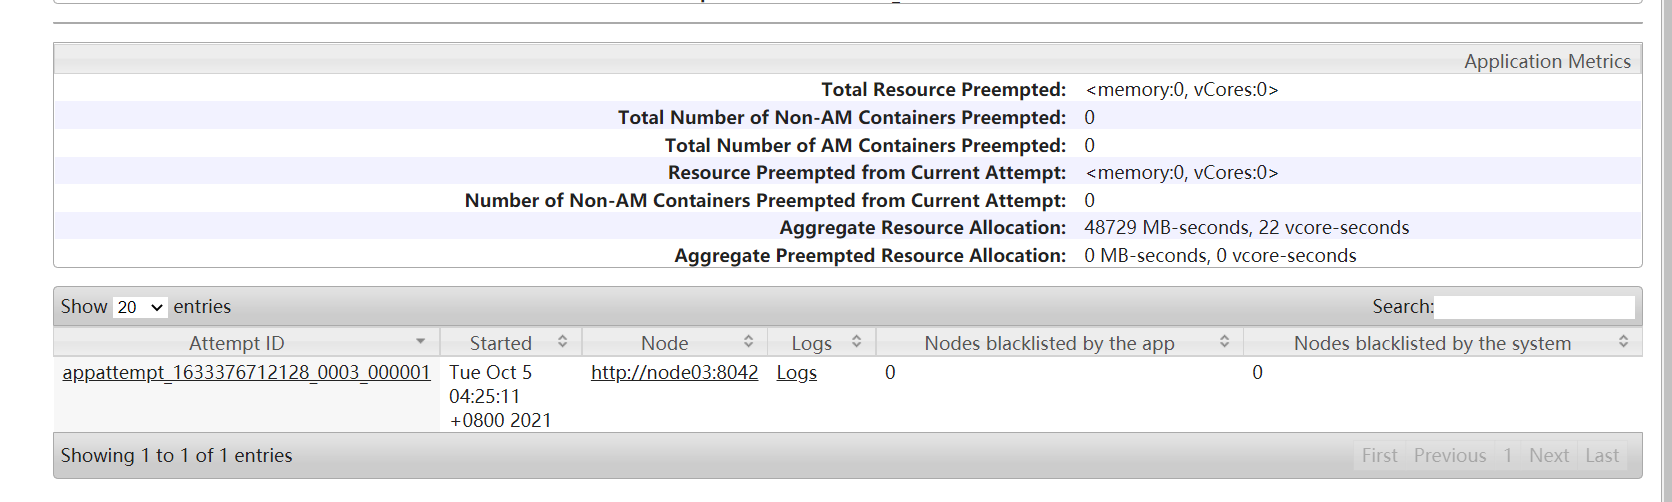 Application Metrics
Total Resource Preempted: <memory:0, vCores:0>
Total Number of Non-AM Containers Preempted: 0
Total Number of AM Containers Preempted: 0
Resource Preempted from Current Attempt: <memory:0, vCores:0>
Number of Non-AM Containers Preempted from Current Attempt: 0
Aggregate Resource Allocation: 48729 MB-seconds, 22 vcore-seconds
Aggregate Preempted Resource Allocation: 0 MB-seconds, 0 vcore-seconds
Show 20 entries Search:
Attempt ID Started Node Logs Nodes blacklisted by the app Nodes blacklisted by the system
appattempt_1633376712128_0003_000001 Tue Oct 5 http://node03:8042 Logs 0 0
04:25:11
+0800 2021
Showing 1 to 1 of 1 entries First Previous 1 Next Last